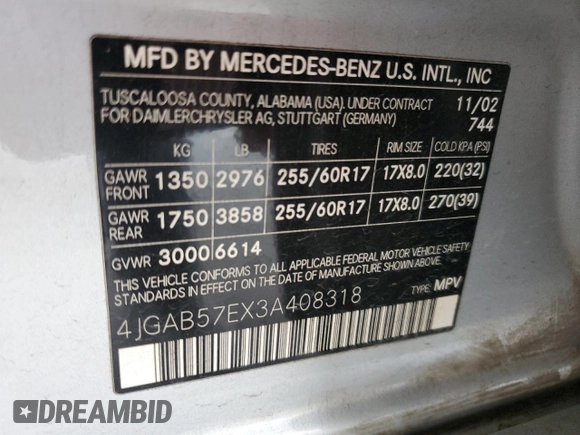 MFD BY MERCEDES-BENZ U.S. INTL., INC
TUSCALOOSA COUNTY, ALABAMA (USA). UNDER CONTRACT 11/02
FOR DAIMLERCHRYSLER AG, STUTTGART (GERMANY) 744
KG LB TIRES RIM SIZE COLD KPA (PSI)
GAWR FRONT 1350 2976 255/60R17 17X8.0 220(32)
GAWR REAR 1750 3858 255/60R17 17X8.0 270(39)
GVWR 3000 6614
THIS VEHICLE CONFORMS TO ALL APPLICABLE FEDERAL MOTOR VEHICLE SAFETY
STANDARDS IN EFFECT ON THE DATE OF MANUFACTURE SHOWN ABOVE.
4JGAB57EX3A408318 TYPE: MPV
DREAMBID